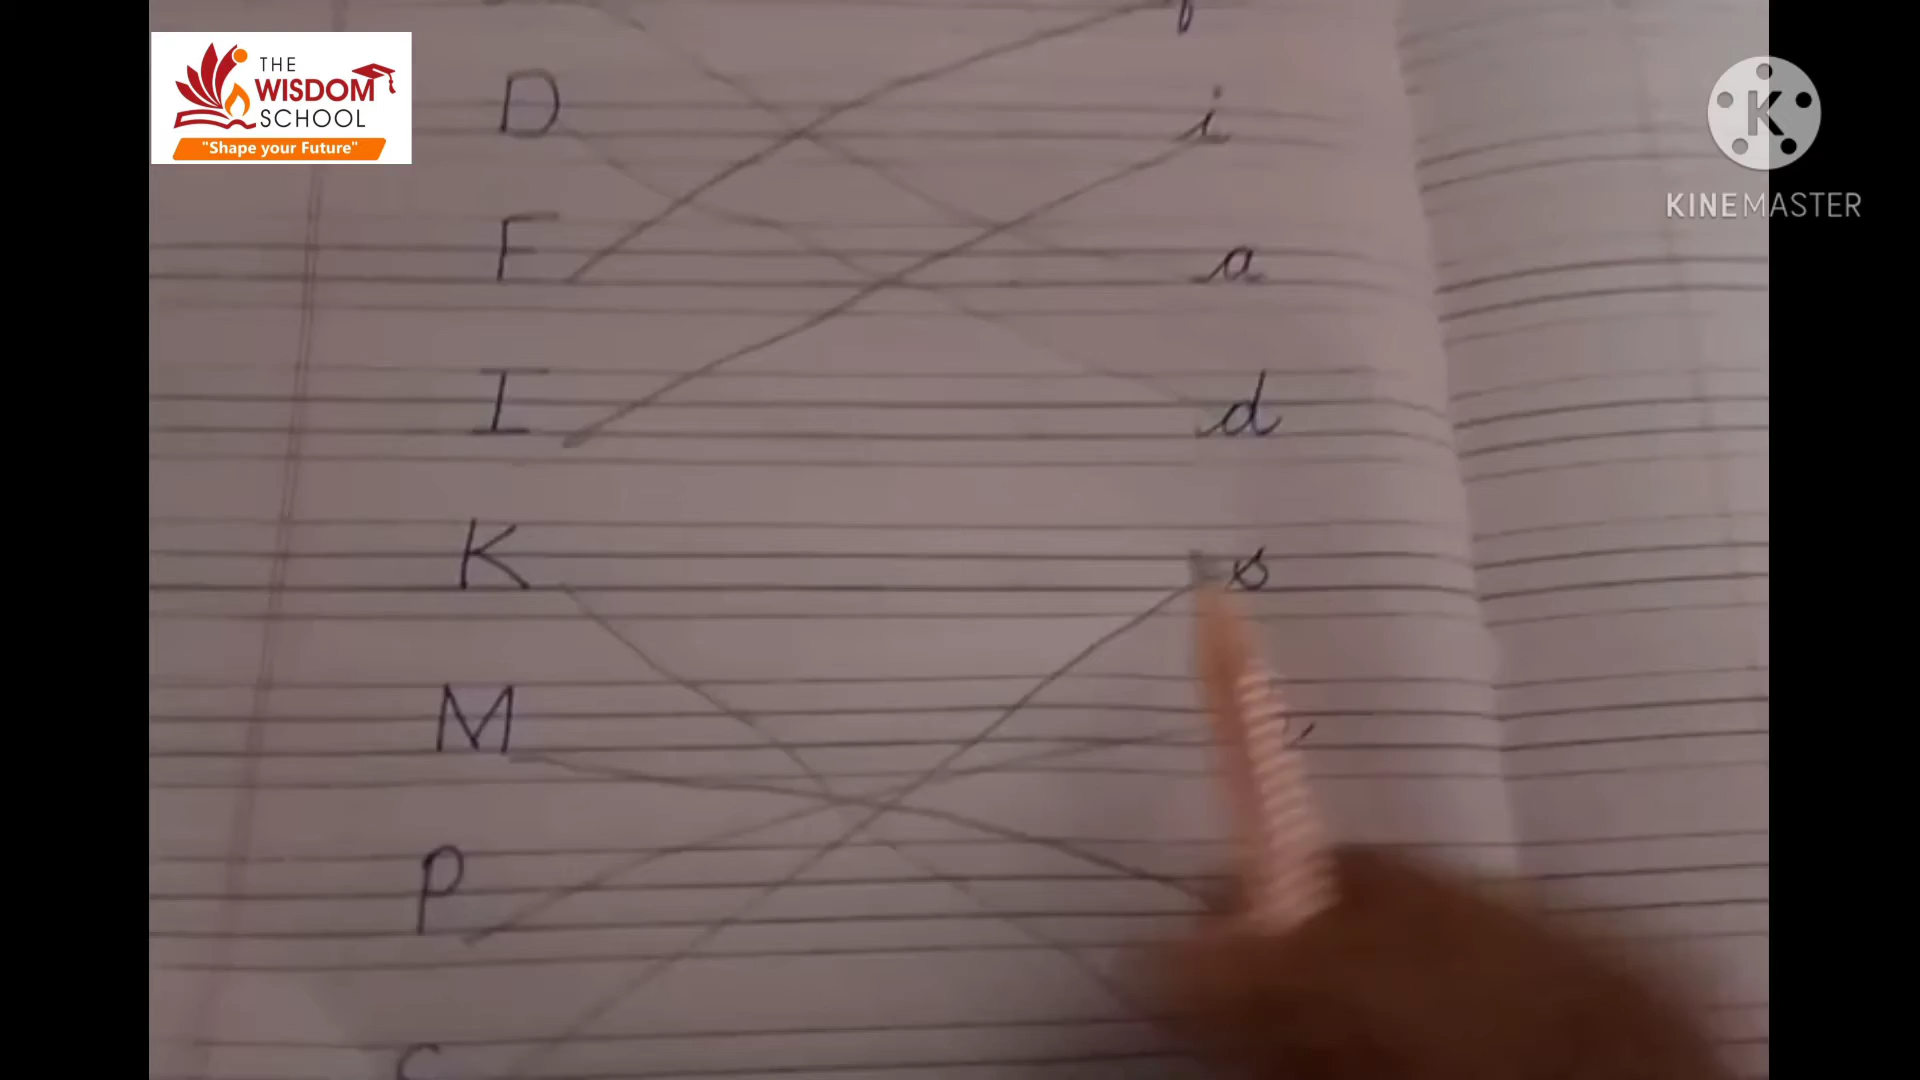 THE
WISDOM
SCHOOL
"Shape your Future"
K
KINEMASTER
f
D i
F a
I d
K s
M
P